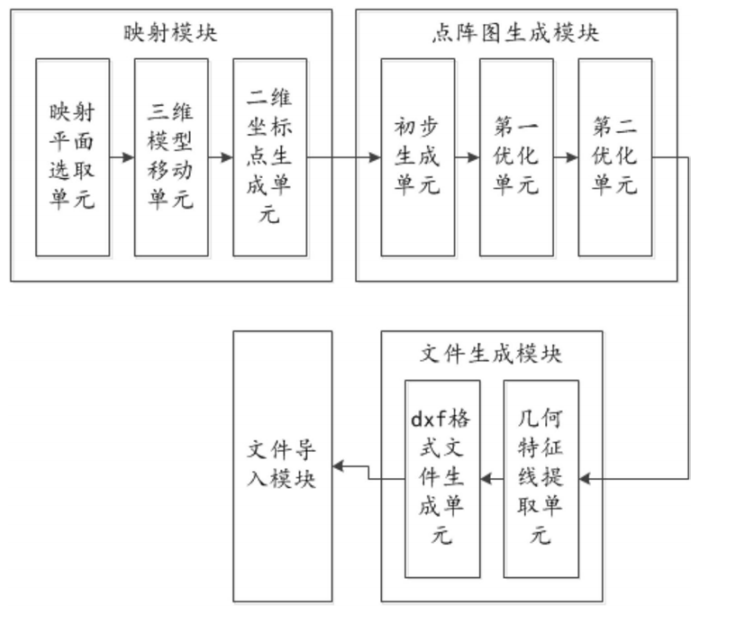 映射模块
映射
平面
选取
单元
三维
模型
移动
单元
二维
坐标
点生
成单
元
点阵图生成模块
初步
生成
单元
第一
优化
单元
第二
优化
单元
文件生成模块
几何
特征
线提
取单
元
dxf格
式文
件生
成单
元
文件导
入模块